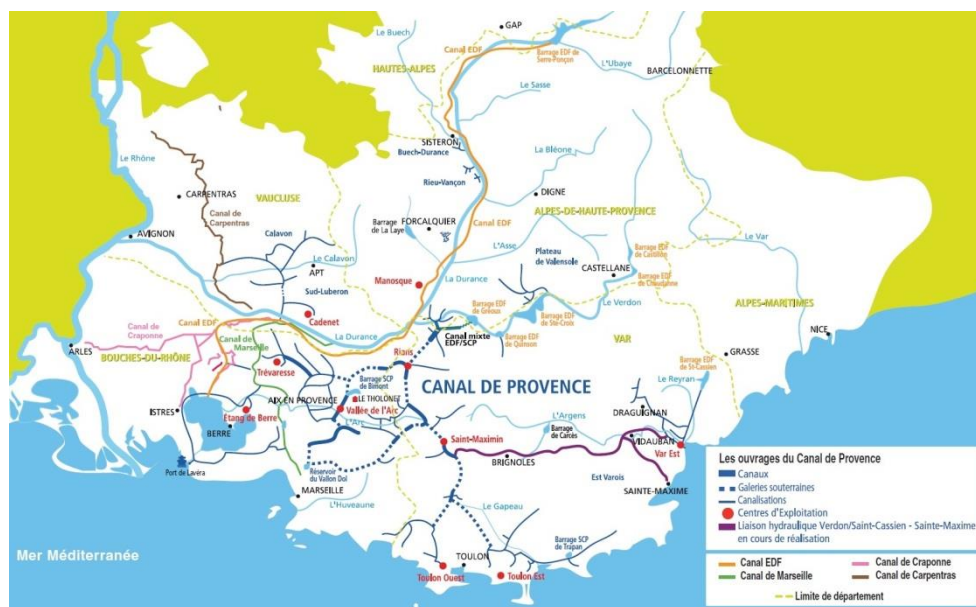 GAP
Le Buech
Canal EDF
Barrage EDF de
Serre-Ponçon
HAUTES-ALPES
L'Ubaye
BARCELONNETTE
Le Sasse
SISTERON
Buech-Durance
La Bléone
Le Rhône
Rieu-Vançon
CARPENTRAS
VAUCLUSE
DIGNE
Canal de
Carpentras
Barrage
de La Laye
FORCALQUIER
Canal EDF
ALPES-DE-HAUTE-PROVENCE
AVIGNON
Calavon
Le Calavon
APT
L'Asse
Plateau
de Valensole
Le Var
Barrage EDF
de Castillon
CASTELLANE
Barrage EDF
de Chaudanne
Manosque
La Durance
Sud-Luberon
Barrage EDF
de Gréoux
Barrage EDF
de Ste-Croix
Le Verdon
ALPES-MARITIMES
Cadenet
Canal EDF
Canal de
Craponne
La Durance
Canal mixte
EDF/SCP
Barrage EDF
de Quinson
VAR
NICE
ARLES
BOUCHES-DU-RHÔNE
Canal de
Marseille
Rians
GRASSE
Trévaresse
Barrage SCP
de Bimont
CANAL DE PROVENCE
Barrage EDF
de St-Cassien
Le Reyran
AIX EN PROVENCE
LE THOLONET
Vallée de l'Arc
ISTRES
Etang de Berre
L'Arc
L'Argens
DRAGUIGNAN
BERRE
Saint-Maximin
Barrage
de Carcès
VIDAUBAN
Var Est
BRIGNOLES
Port de Lavéra
Réservoir
du Vallon Dol
Est Varois
SAINTE-MAXIME
MARSEILLE
L'Huveaune
Le Gapeau
Barrage SCP
de Trapan
TOULON
Toulon Ouest
Toulon Est
Mer Méditerranée
Les ouvrages du Canal de Provence
Canaux
Galeries souterraines
Canalisations
Centres d'Exploitation
Liaison hydraulique Verdon/Saint-Cassien - Sainte-Maxime
en cours de réalisation
Canal EDF
Canal de Craponne
Canal de Marseille
Canal de Carpentras
Limite de département